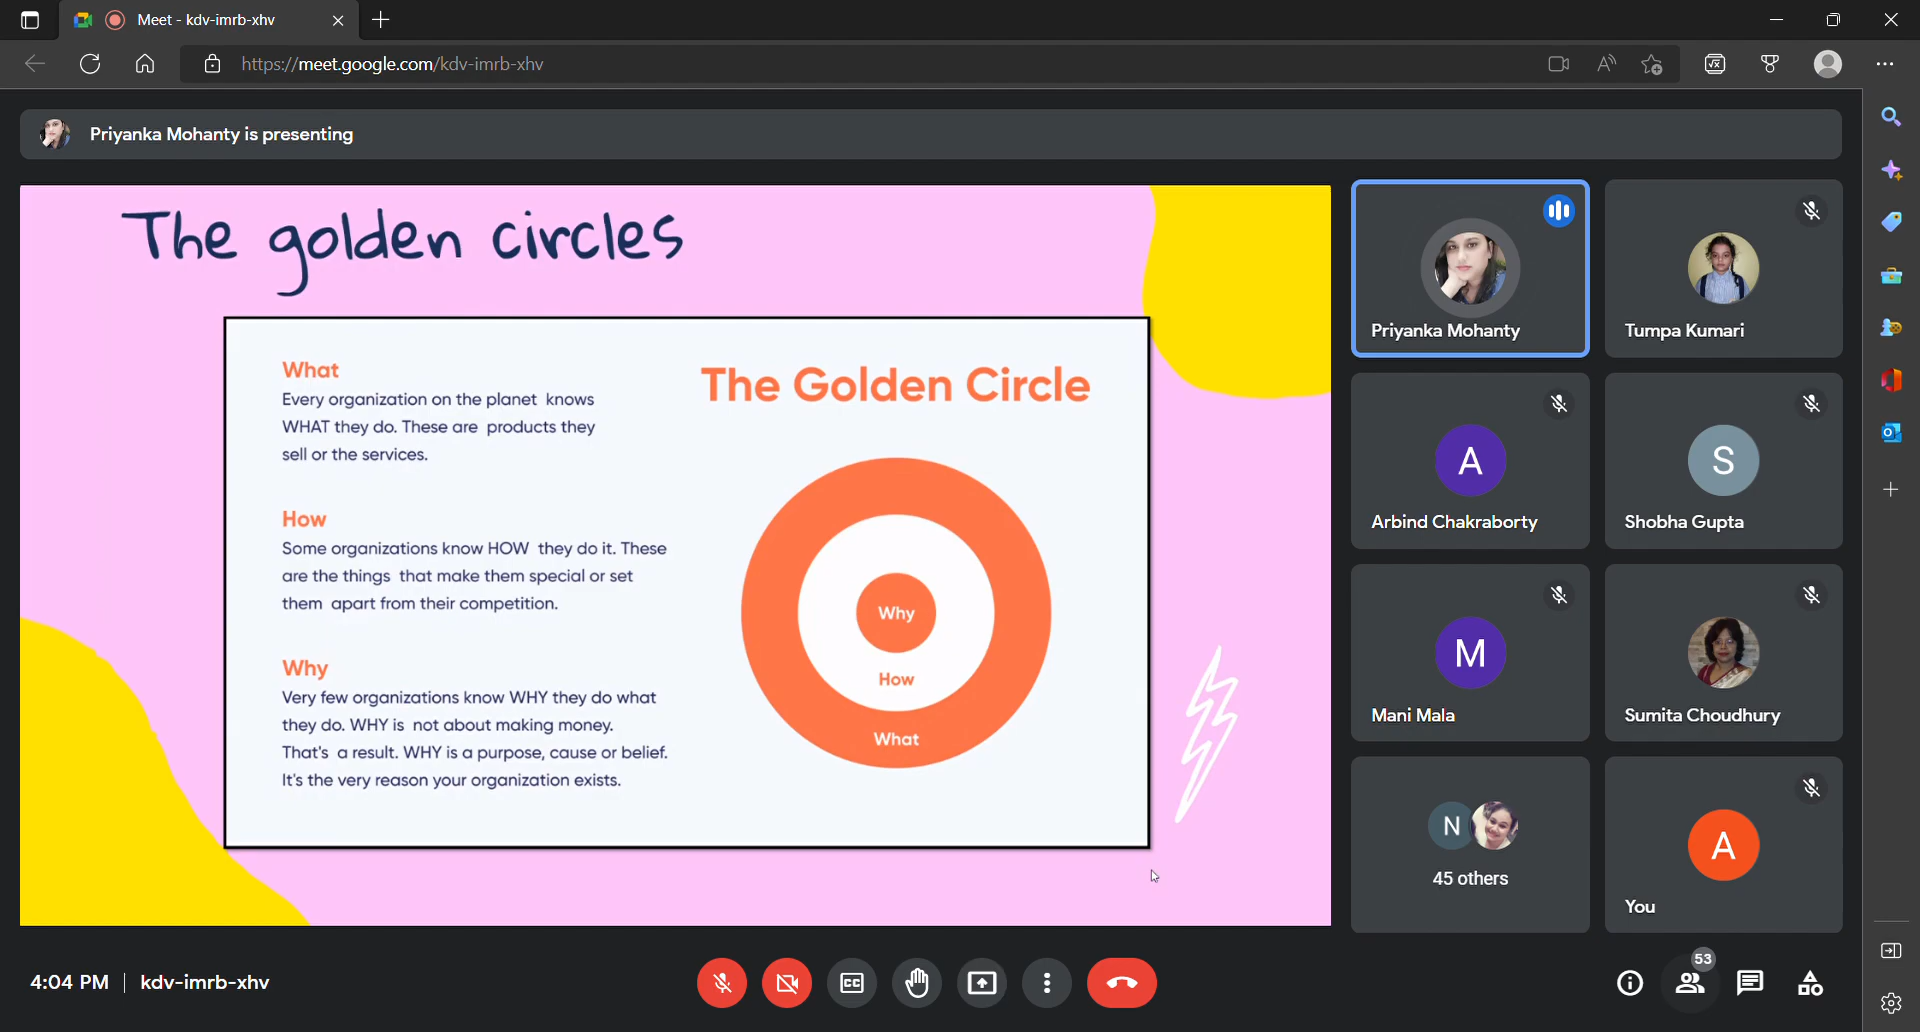 Meet - kdv-imrb-xhv
https://meet.google.com/kdv-imrb-xhv
Priyanka Mohanty is presenting
The golden circles
What
Every organization on the planet knows
WHAT they do. These are products they
sell or the services.
How
Some organizations know HOW they do it. These
are the things that make them special or set
them apart from their competition.
Why
Very few organizations know WHY they do what
they do. WHY is not about making money.
That's a result. WHY is a purpose, cause or belief.
It's the very reason your organization exists.
The Golden Circle
Why
How
What
Priyanka Mohanty
Tumpa Kumari
A
Arbind Chakraborty
S
Shobha Gupta
M
Mani Mala
Sumita Choudhury
N
45 others
A
You
4:04 PM | kdv-imrb-xhv
CC
53